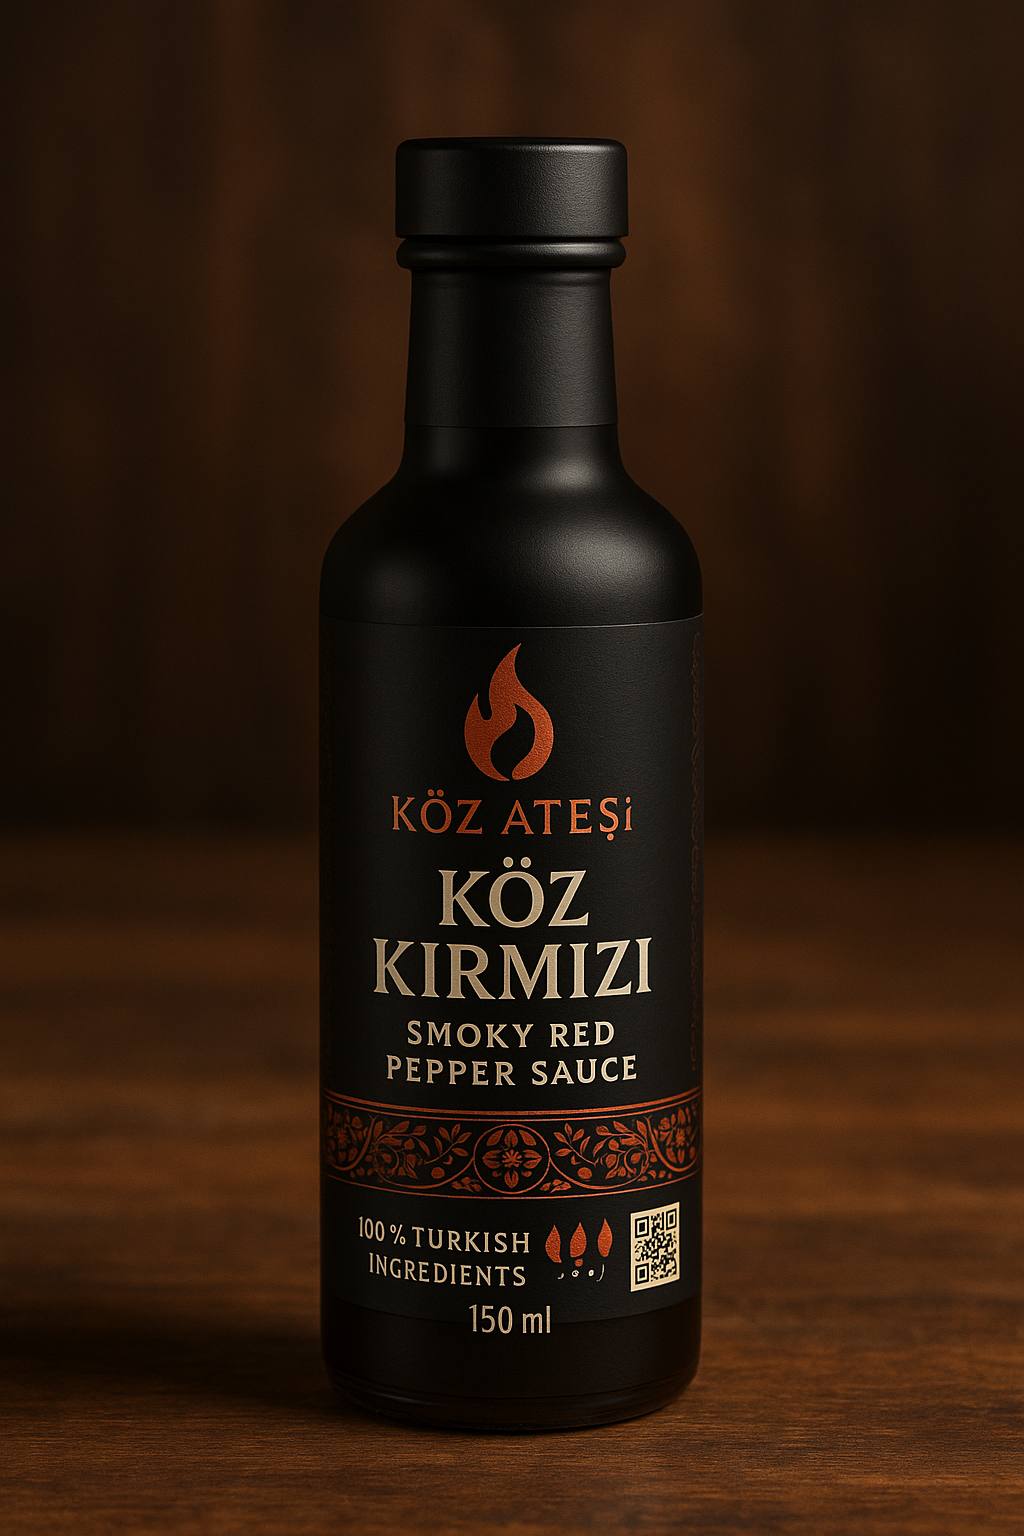 KÖZ ATEŞi
KÖZ
KIRMIZI
SMOKY RED
PEPPER SAUCE
100 % TURKISH
INGREDIENTS
150 ml